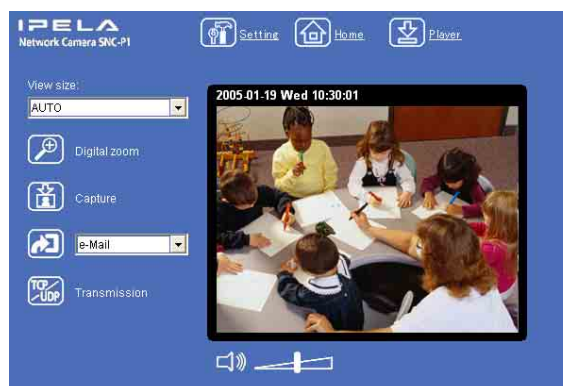 IPELA
Network Camera SNC-P1
Setting
Home
Player
View size:
AUTO
2005-01-19 Wed 10:30:01
Digital zoom
Capture
e-Mail
TCP/UDP
Transmission